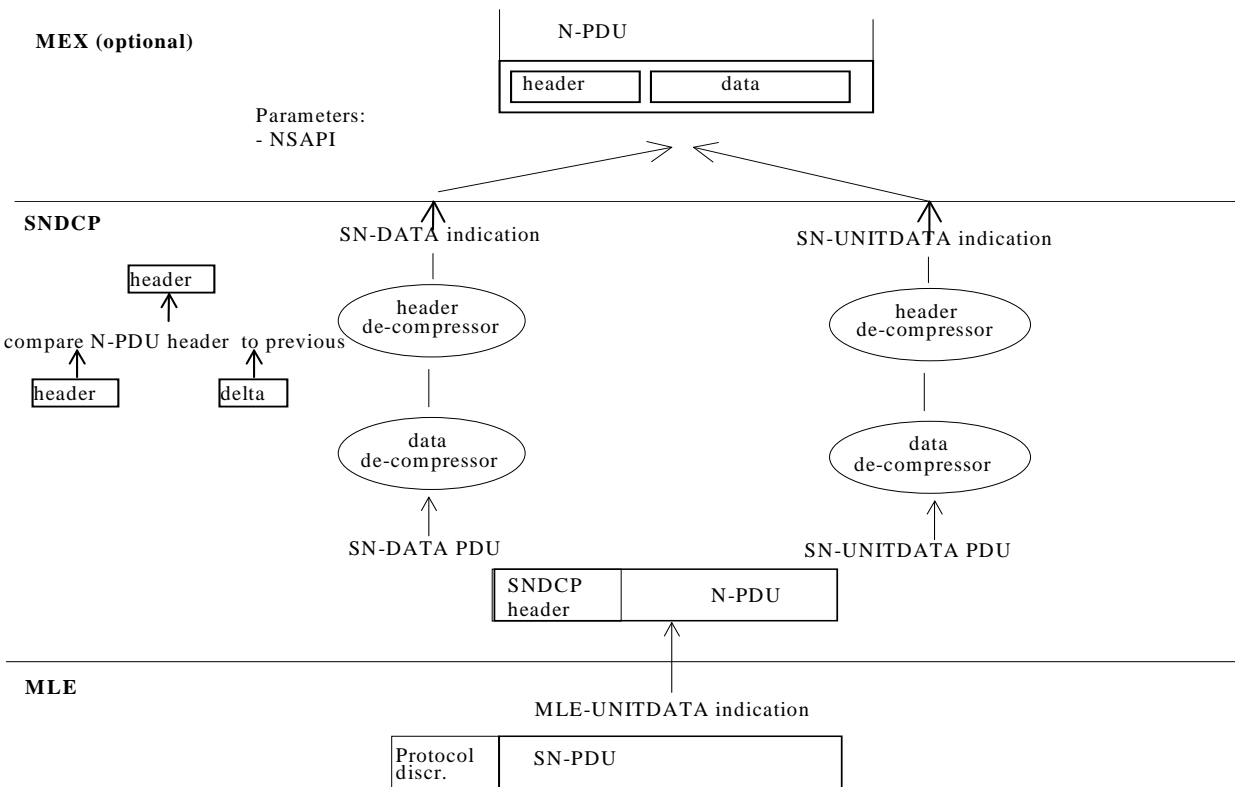 MEX (optional)
N-PDU
header
data
Parameters:
- NSAPI
SNDCP
SN-DATA indication
SN-UNITDATA indication
header
compare N-PDU header to previous
header
delta
header
de-compressor
header
de-compressor
data
de-compressor
data
de-compressor
SN-DATA PDU
SN-UNITDATA PDU
SNDCP
header
N-PDU
MLE
MLE-UNITDATA indication
Protocol
discr.
SN-PDU